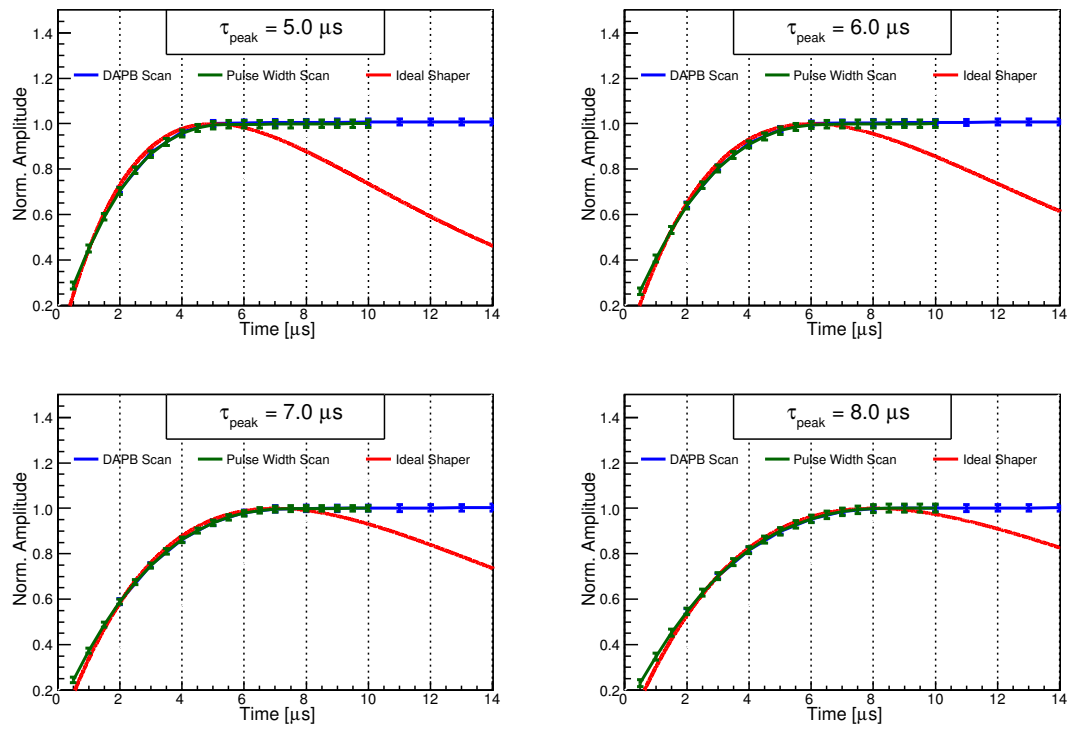 τpeak = 5.0 μs
1.4
1.2
1.0
0.8
0.6
0.4
0.2
Norm. Amplitude
DAPB Scan Pulse Width Scan Ideal Shaper
0 2 4 6 8 10 12 14
Time [μs]
τpeak = 6.0 μs
1.4
1.2
1.0
0.8
0.6
0.4
0.2
Norm. Amplitude
DAPB Scan Pulse Width Scan Ideal Shaper
0 2 4 6 8 10 12 14
Time [μs]
τpeak = 7.0 μs
1.4
1.2
1.0
0.8
0.6
0.4
0.2
Norm. Amplitude
DAPB Scan Pulse Width Scan Ideal Shaper
0 2 4 6 8 10 12 14
Time [μs]
τpeak = 8.0 μs
1.4
1.2
1.0
0.8
0.6
0.4
0.2
Norm. Amplitude
DAPB Scan Pulse Width Scan Ideal Shaper
0 2 4 6 8 10 12 14
Time [μs]